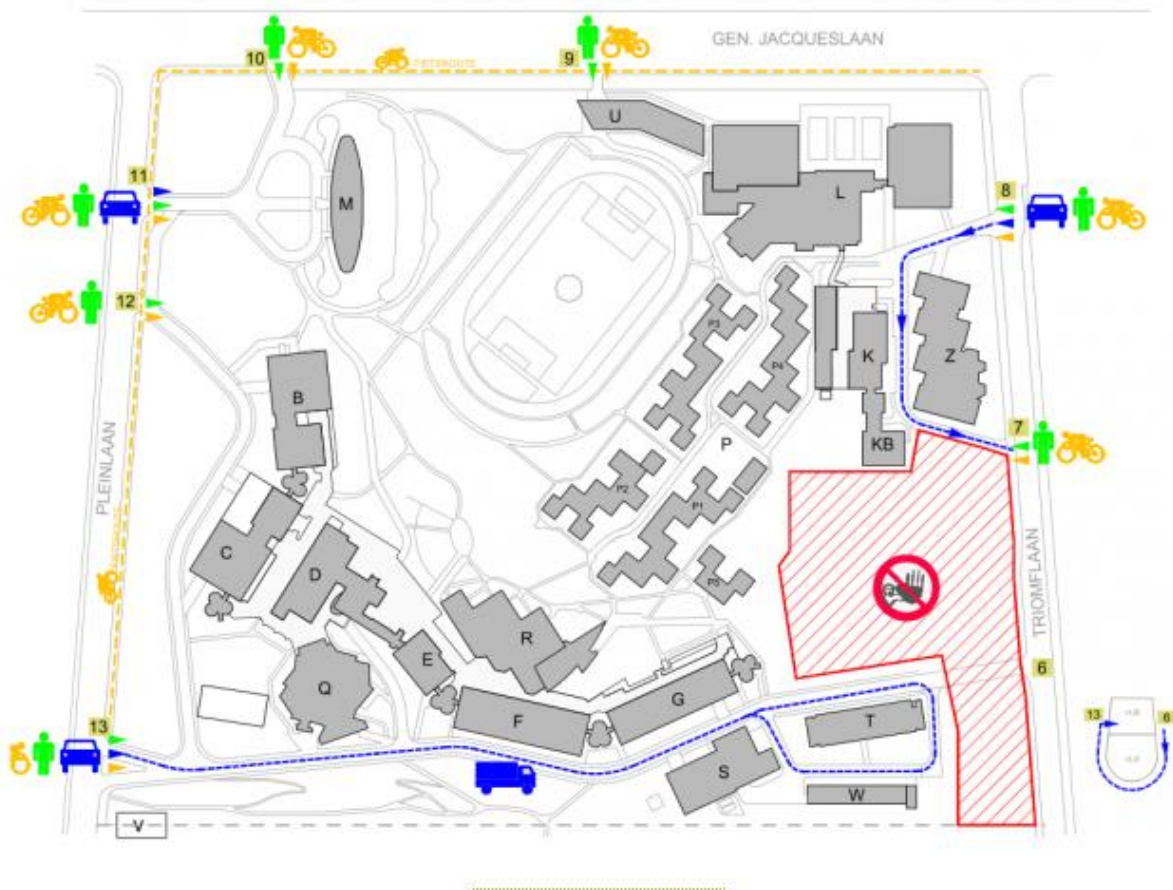 GEN. JACQUESLAAN
10
9
FIETSROUTE
U
11
M
L
8
12
P3
P4
K
Z
B
7
KB
P
PLEINLAAN
P2
P1
C
D
P5
TRIOMFLAAN
R
E
6
Q
G
13
F
T
13
6
S
W
V